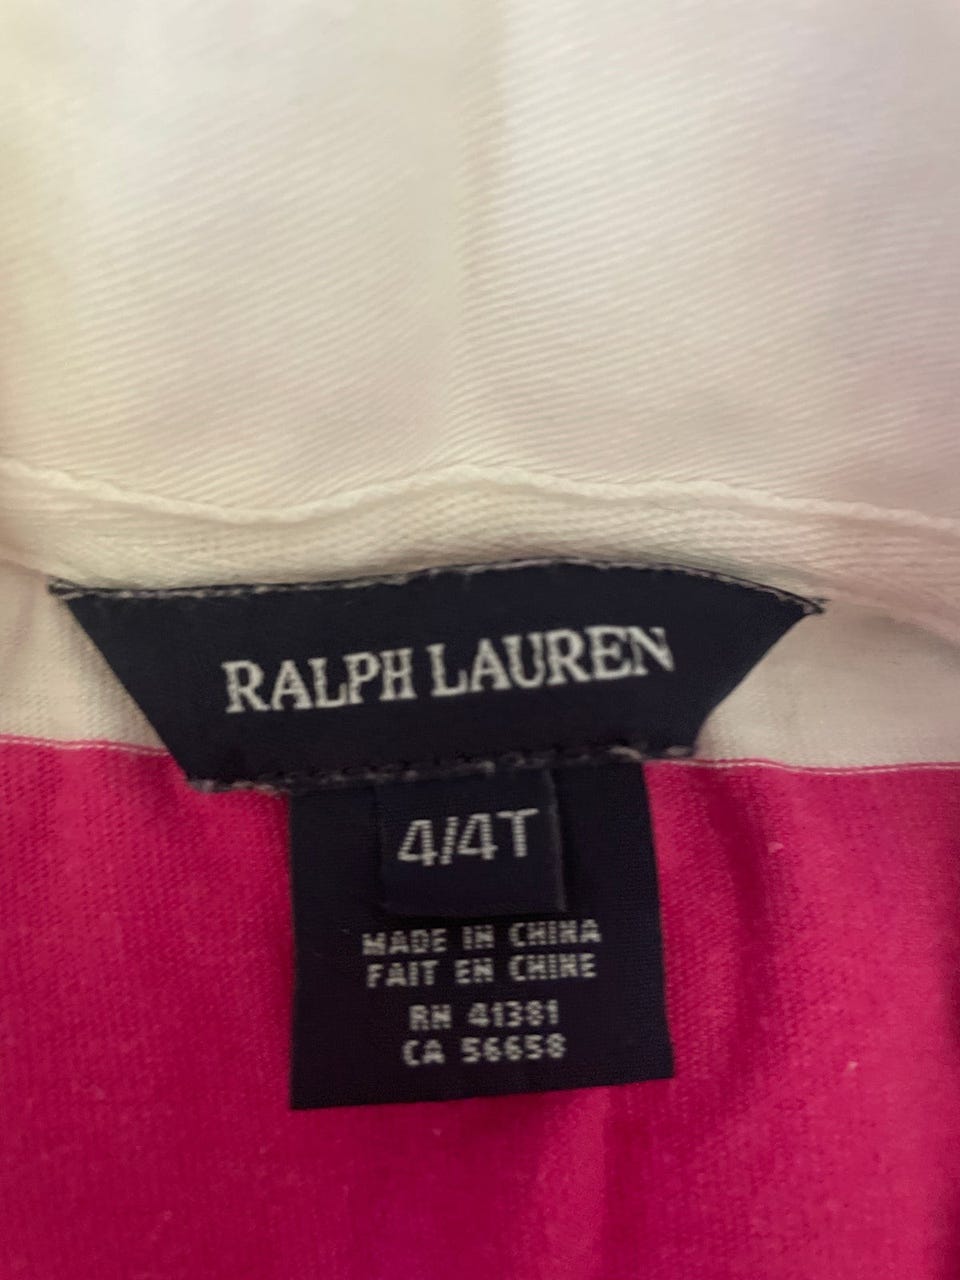 RALPH LAUREN
4/4T
MADE IN CHINA
FAIT EN CHINE
RN 41381
CA 56658